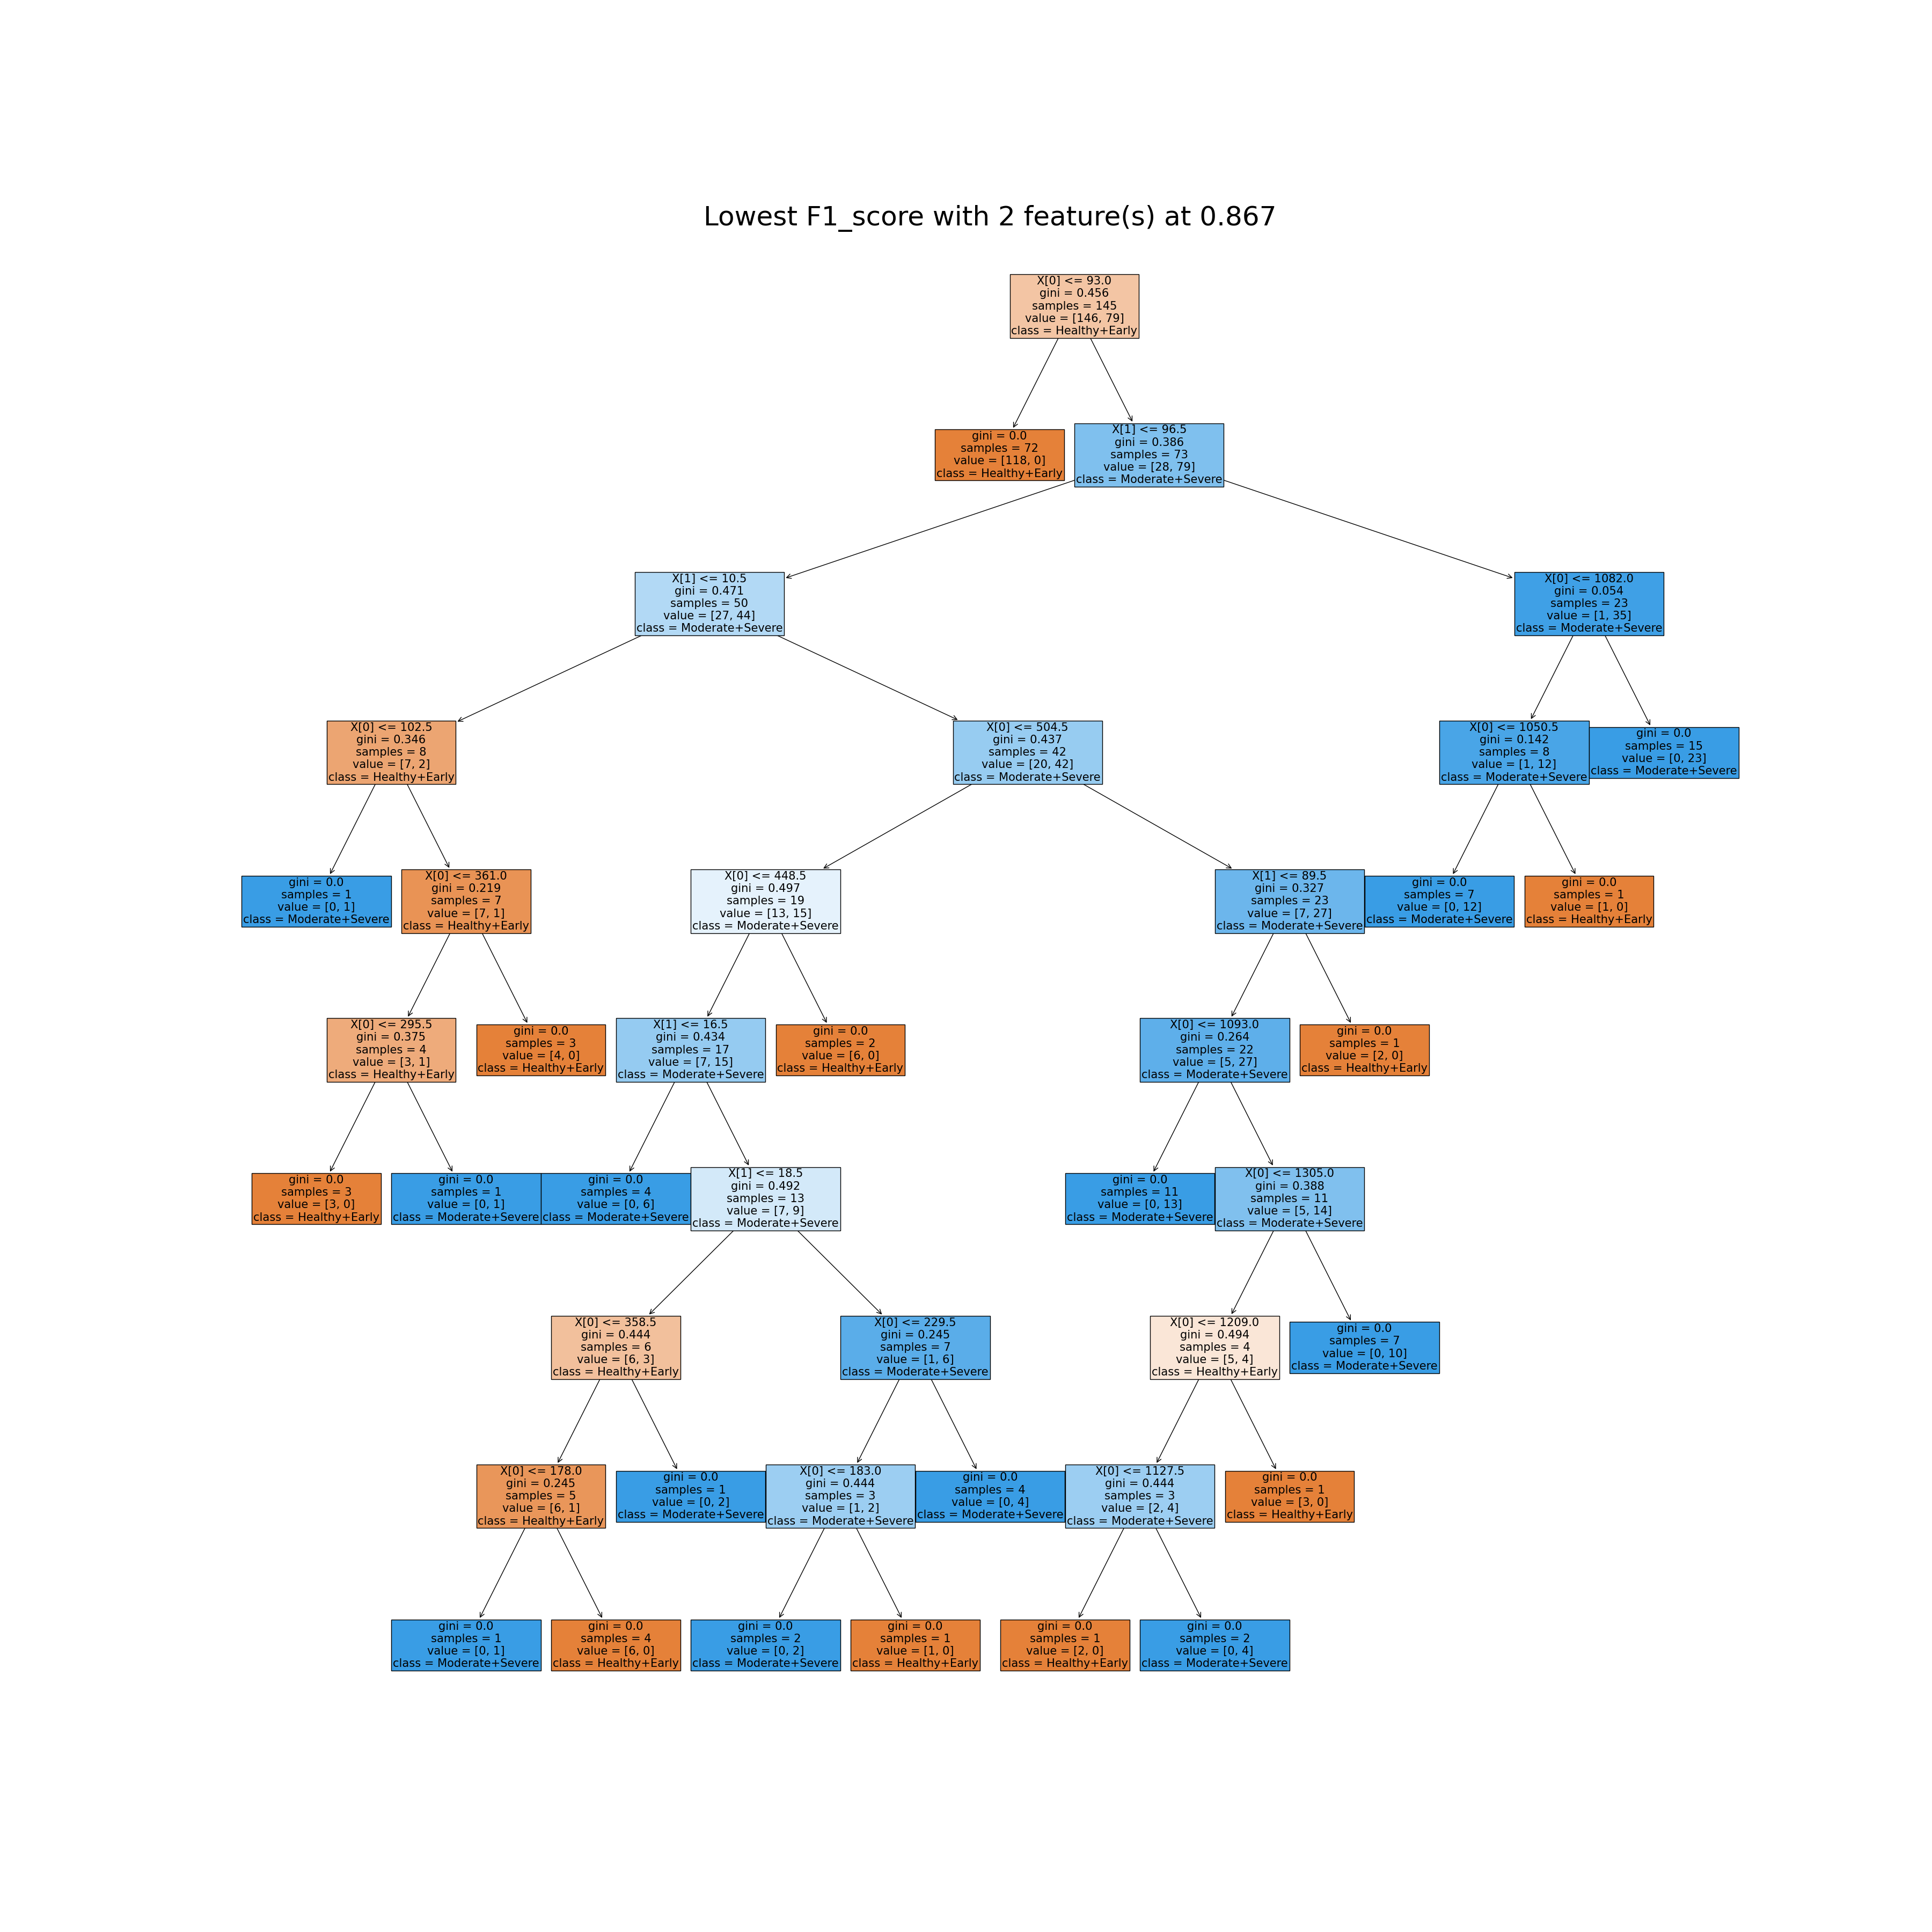 Lowest F1_score with 2 feature(s) at 0.867
X[0] <= 93.0
gini = 0.456
samples = 145
value = [146, 79]
class = Healthy+Early
gini = 0.0
samples = 72
value = [118, 0]
class = Healthy+Early
X[1] <= 96.5
gini = 0.386
samples = 73
value = [28, 79]
class = Moderate+Severe
X[1] <= 10.5
gini = 0.471
samples = 50
value = [27, 44]
class = Moderate+Severe
X[0] <= 1082.0
gini = 0.054
samples = 23
value = [1, 35]
class = Moderate+Severe
X[0] <= 102.5
gini = 0.346
samples = 8
value = [7, 2]
class = Healthy+Early
X[0] <= 504.5
gini = 0.437
samples = 42
value = [20, 42]
class = Moderate+Severe
X[0] <= 1050.5
gini = 0.142
samples = 8
value = [1, 12]
class = Moderate+Severe
gini = 0.0
samples = 15
value = [0, 23]
class = Moderate+Severe
gini = 0.0
samples = 1
value = [0, 1]
class = Moderate+Severe
X[0] <= 361.0
gini = 0.219
samples = 7
value = [7, 1]
class = Healthy+Early
X[0] <= 448.5
gini = 0.497
samples = 19
value = [13, 15]
class = Moderate+Severe
X[1] <= 89.5
gini = 0.327
samples = 23
value = [7, 27]
class = Moderate+Severe
gini = 0.0
samples = 7
value = [0, 12]
class = Moderate+Severe
gini = 0.0
samples = 1
value = [1, 0]
class = Healthy+Early
X[0] <= 295.5
gini = 0.375
samples = 4
value = [3, 1]
class = Healthy+Early
gini = 0.0
samples = 3
value = [4, 0]
class = Healthy+Early
X[1] <= 16.5
gini = 0.434
samples = 17
value = [7, 15]
class = Moderate+Severe
gini = 0.0
samples = 2
value = [6, 0]
class = Healthy+Early
X[0] <= 1093.0
gini = 0.264
samples = 22
value = [5, 27]
class = Moderate+Severe
gini = 0.0
samples = 1
value = [2, 0]
class = Healthy+Early
gini = 0.0
samples = 3
value = [3, 0]
class = Healthy+Early
gini = 0.0
samples = 1
value = [0, 1]
class = Moderate+Severe
gini = 0.0
samples = 4
value = [0, 6]
class = Moderate+Severe
X[1] <= 18.5
gini = 0.492
samples = 13
value = [7, 9]
class = Moderate+Severe
gini = 0.0
samples = 11
value = [0, 13]
class = Moderate+Severe
X[0] <= 1305.0
gini = 0.388
samples = 11
value = [5, 14]
class = Moderate+Severe
X[0] <= 358.5
gini = 0.444
samples = 6
value = [6, 3]
class = Healthy+Early
X[0] <= 229.5
gini = 0.245
samples = 7
value = [1, 6]
class = Moderate+Severe
X[0] <= 1209.0
gini = 0.494
samples = 4
value = [5, 4]
class = Healthy+Early
gini = 0.0
samples = 7
value = [0, 10]
class = Moderate+Severe
X[0] <= 178.0
gini = 0.245
samples = 5
value = [6, 1]
class = Healthy+Early
gini = 0.0
samples = 1
value = [0, 2]
class = Moderate+Severe
X[0] <= 183.0
gini = 0.444
samples = 3
value = [1, 2]
class = Moderate+Severe
gini = 0.0
samples = 4
value = [0, 4]
class = Moderate+Severe
X[0] <= 1127.5
gini = 0.444
samples = 3
value = [2, 4]
class = Moderate+Severe
gini = 0.0
samples = 1
value = [3, 0]
class = Healthy+Early
gini = 0.0
samples = 1
value = [0, 1]
class = Moderate+Severe
gini = 0.0
samples = 4
value = [6, 0]
class = Healthy+Early
gini = 0.0
samples = 2
value = [0, 2]
class = Moderate+Severe
gini = 0.0
samples = 1
value = [1, 0]
class = Healthy+Early
gini = 0.0
samples = 1
value = [2, 0]
class = Healthy+Early
gini = 0.0
samples = 2
value = [0, 4]
class = Moderate+Severe